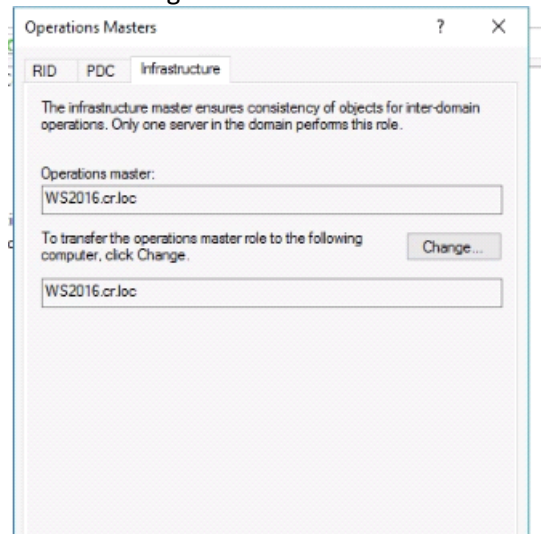 Operations Masters ? X
RID PDC Infrastructure
The infrastructure master ensures consistency of objects for inter-domain
operations. Only one server in the domain performs this role.
Operations master:
WS2016.cr.loc
To transfer the operations master role to the following
computer, click Change.
Change...
WS2016.cr.loc